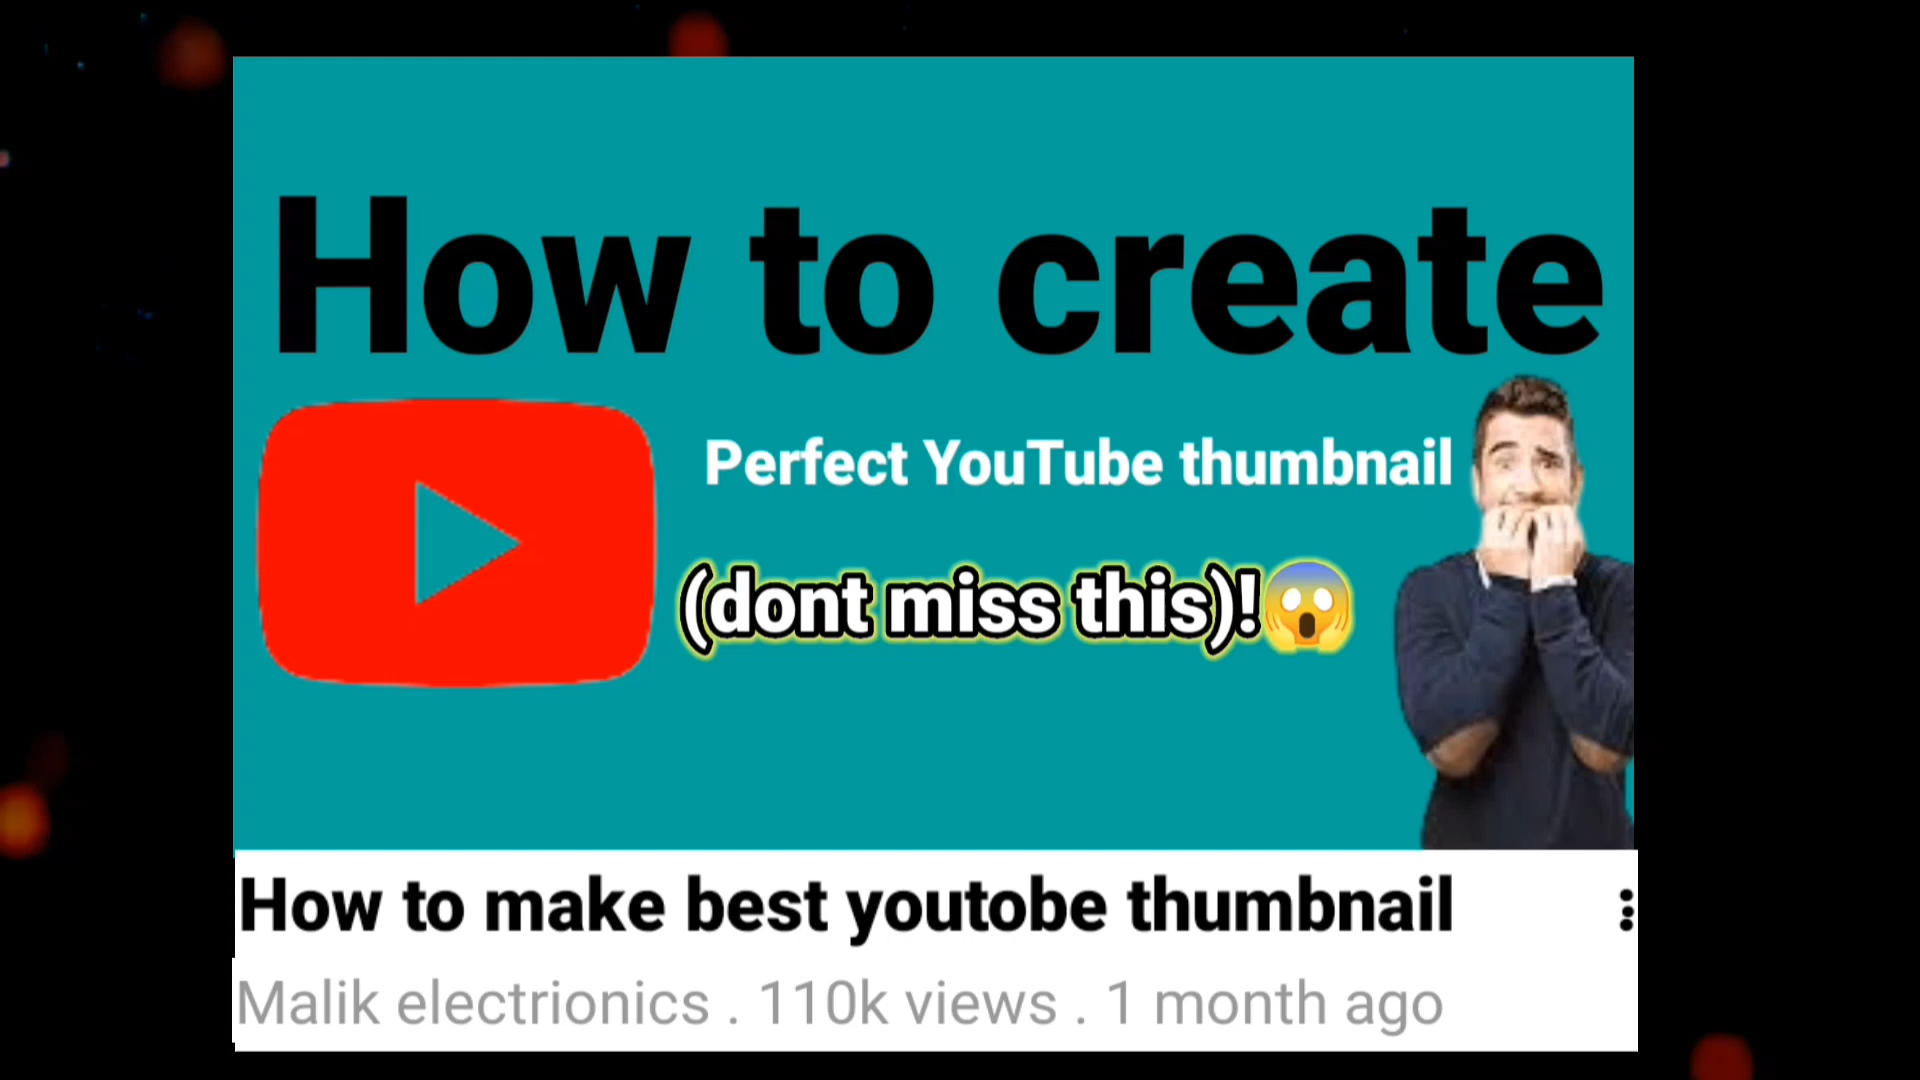 How to create
Perfect YouTube thumbnail
(dont miss this)!😱
How to make best youtobe thumbnail
Malik electrionics . 110k views . 1 month ago